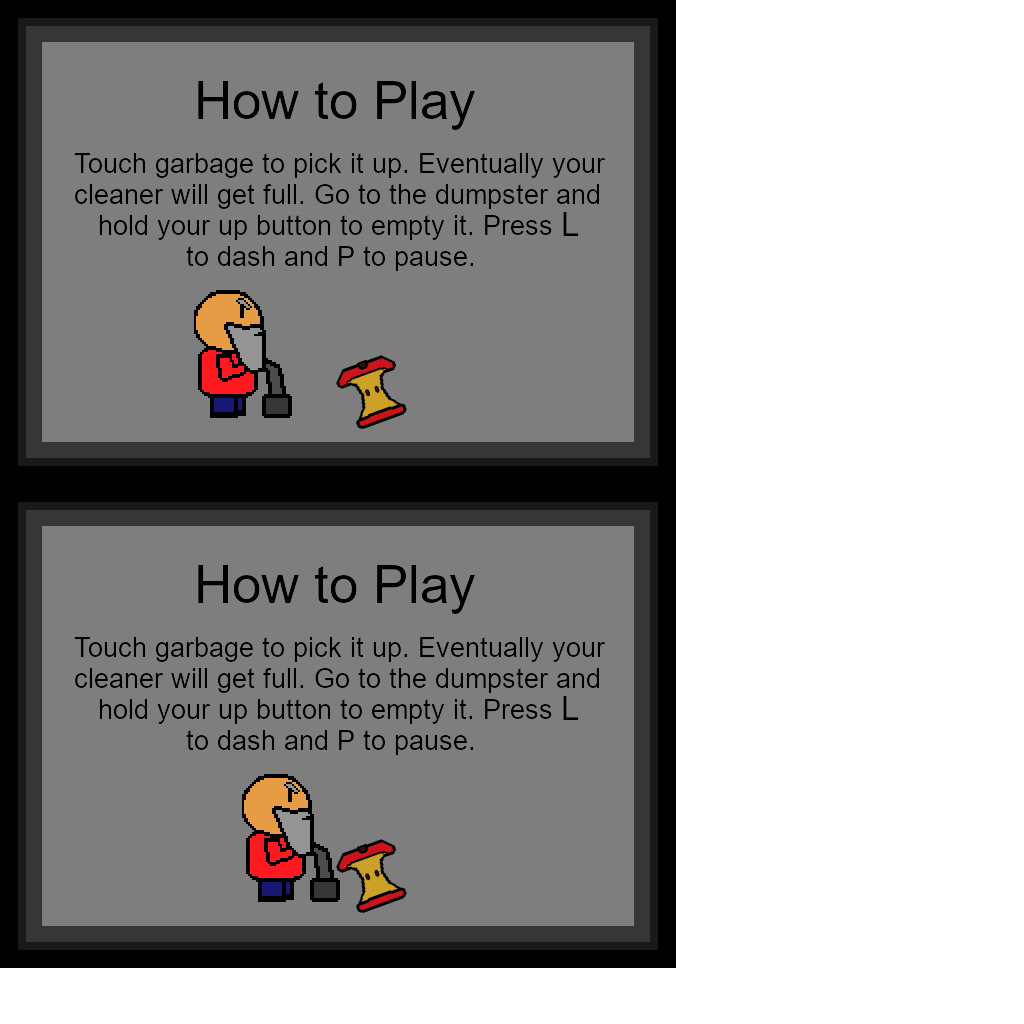 How to Play
Touch garbage to pick it up. Eventually your
cleaner will get full. Go to the dumpster and
hold your up button to empty it. Press L
to dash and P to pause.
How to Play
Touch garbage to pick it up. Eventually your
cleaner will get full. Go to the dumpster and
hold your up button to empty it. Press L
to dash and P to pause.